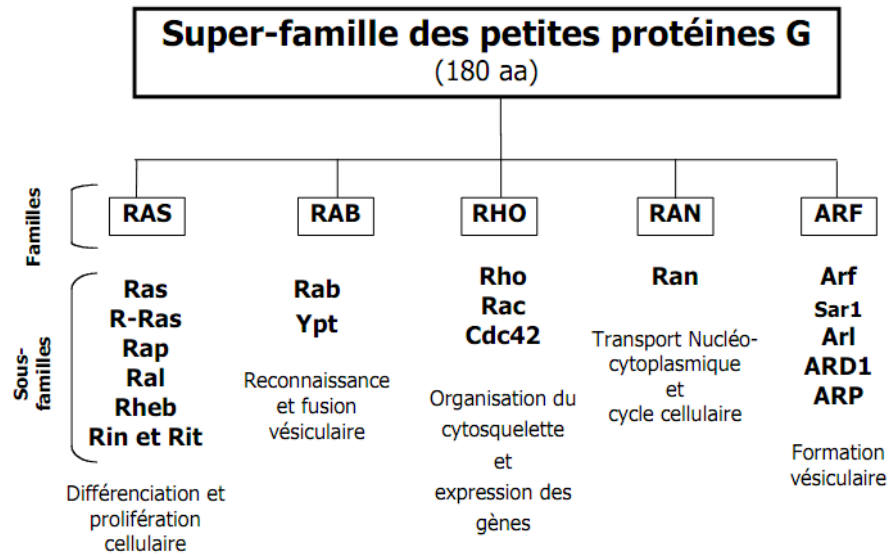 Super-famille des petites protéines G
(180 aa)
Familles
RAS
RAB
RHO
RAN
ARF
Sous-
familles
Ras
R-Ras
Rap
Ral
Rheb
Rin et Rit
Différenciation et
prolifération
cellulaire
Rab
Ypt
Reconnaissance
et fusion
vésiculaire
Rho
Rac
Cdc42
Organisation du
cytosquelette
et
expression des
gènes
Ran
Transport Nucléo-
cytoplasmique
et
cycle cellulaire
Arf
Sar1
Arl
ARD1
ARP
Formation
vésiculaire